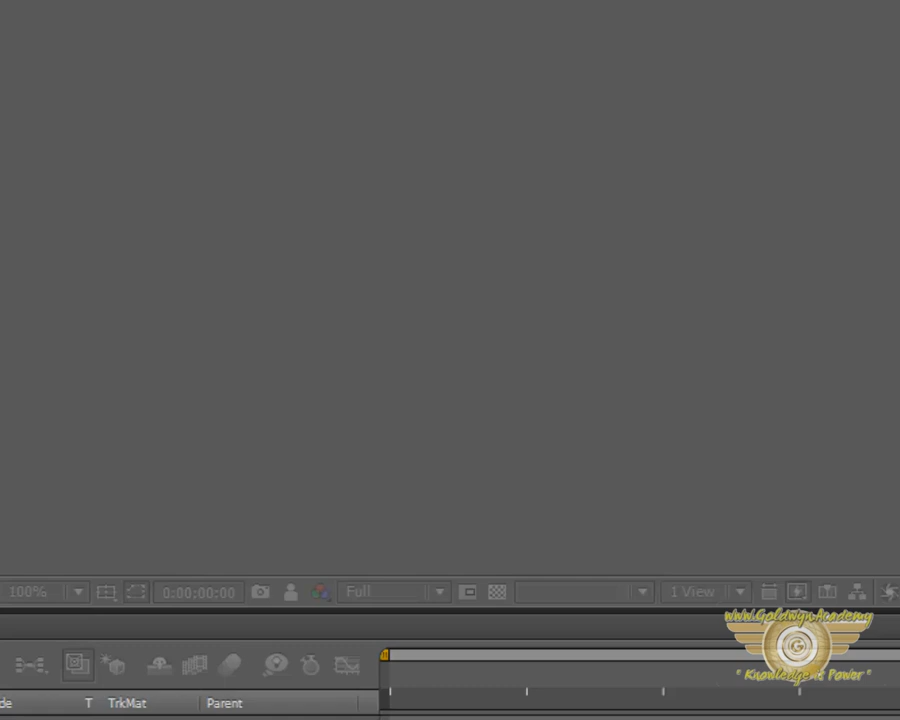 100%
0:00:00:00
Full
1 View
www.Goldwyn.Academy
G
" Knowledge is Power "
de
T
TrkMat
Parent